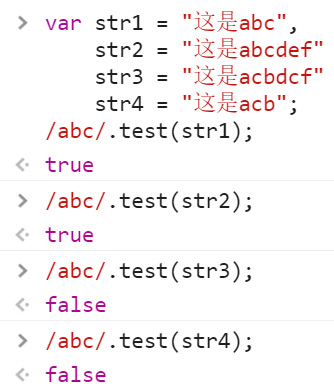 > var str1 = "这是abc",
str2 = "这是abcdef"
str3 = "这是acbdcf"
str4 = "这是acb";
/abc/.test(str1);
<· true
> /abc/.test(str2);
<· true
> /abc/.test(str3);
<· false
> /abc/.test(str4);
<· false